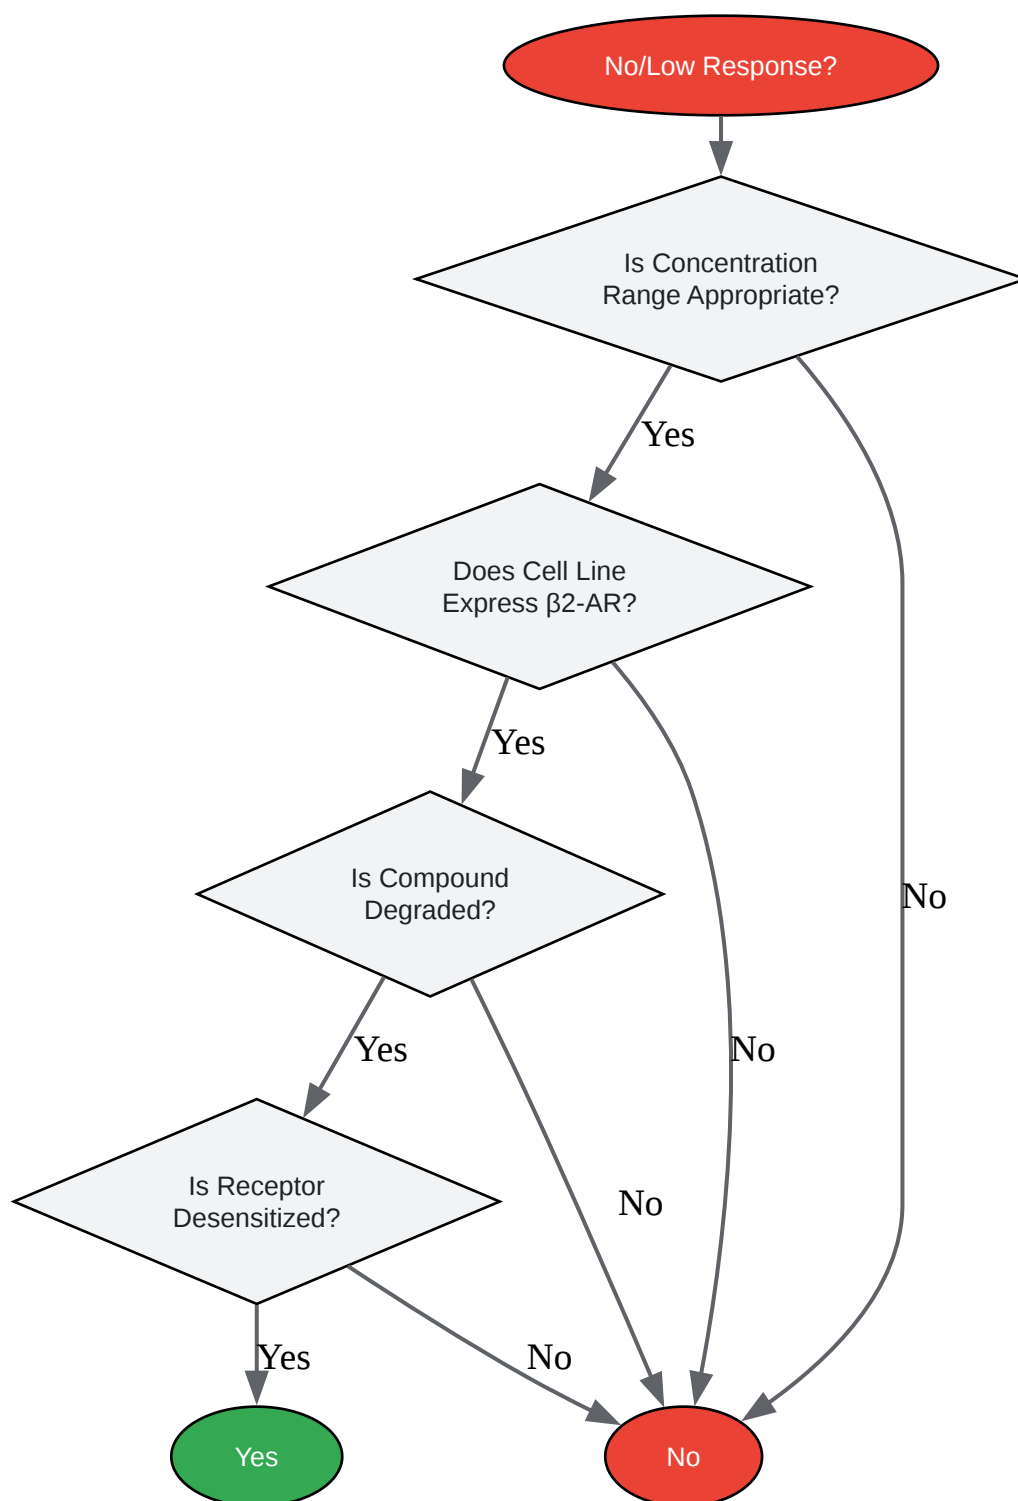 No/Low Response?
Is Concentration
Range Appropriate?
Yes
Does Cell Line
Express β2-AR?
Yes
Is Compound
Degraded?
No
Yes
No
Is Receptor
Desensitized?
No
Yes
No
Yes
No